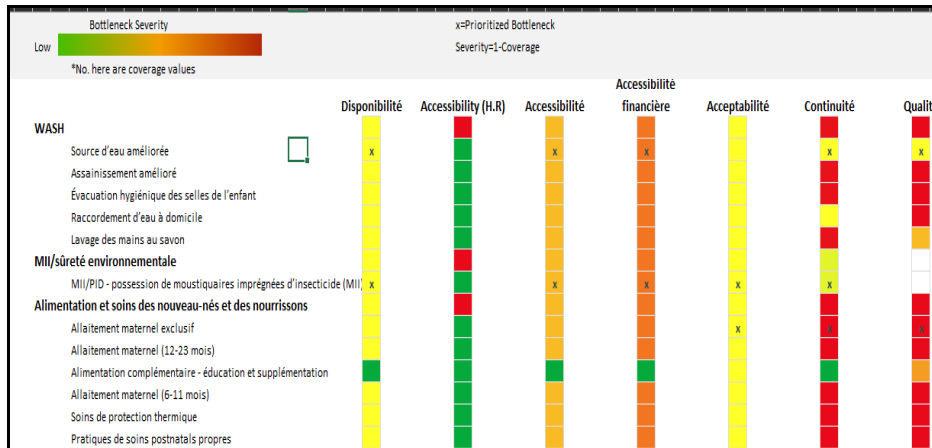 Bottleneck Severity
x=Prioritized Bottleneck
Low
Severity=1-Coverage
*No. here are coverage values
Accessibilité
Disponibilité Accessibility (H.R) Accessibilité financière Acceptabilité Continuité Qualit
WASH
Source d'eau améliorée x x x x x
Assainissement amélioré
Évacuation hygiénique des selles de l'enfant
Raccordement d'eau à domicile
Lavage des mains au savon
MII/sûreté environnementale
MII/PID - possession de moustiquaires imprégnées d'insecticide (MII) x x x x x
Alimentation et soins des nouveau-nés et des nourrissons
Allaitement maternel exclusif x x x
Allaitement maternel (12-23 mois)
Alimentation complémentaire - éducation et supplémentation
Allaitement maternel (6-11 mois)
Soins de protection thermique
Pratiques de soins postnatals propres